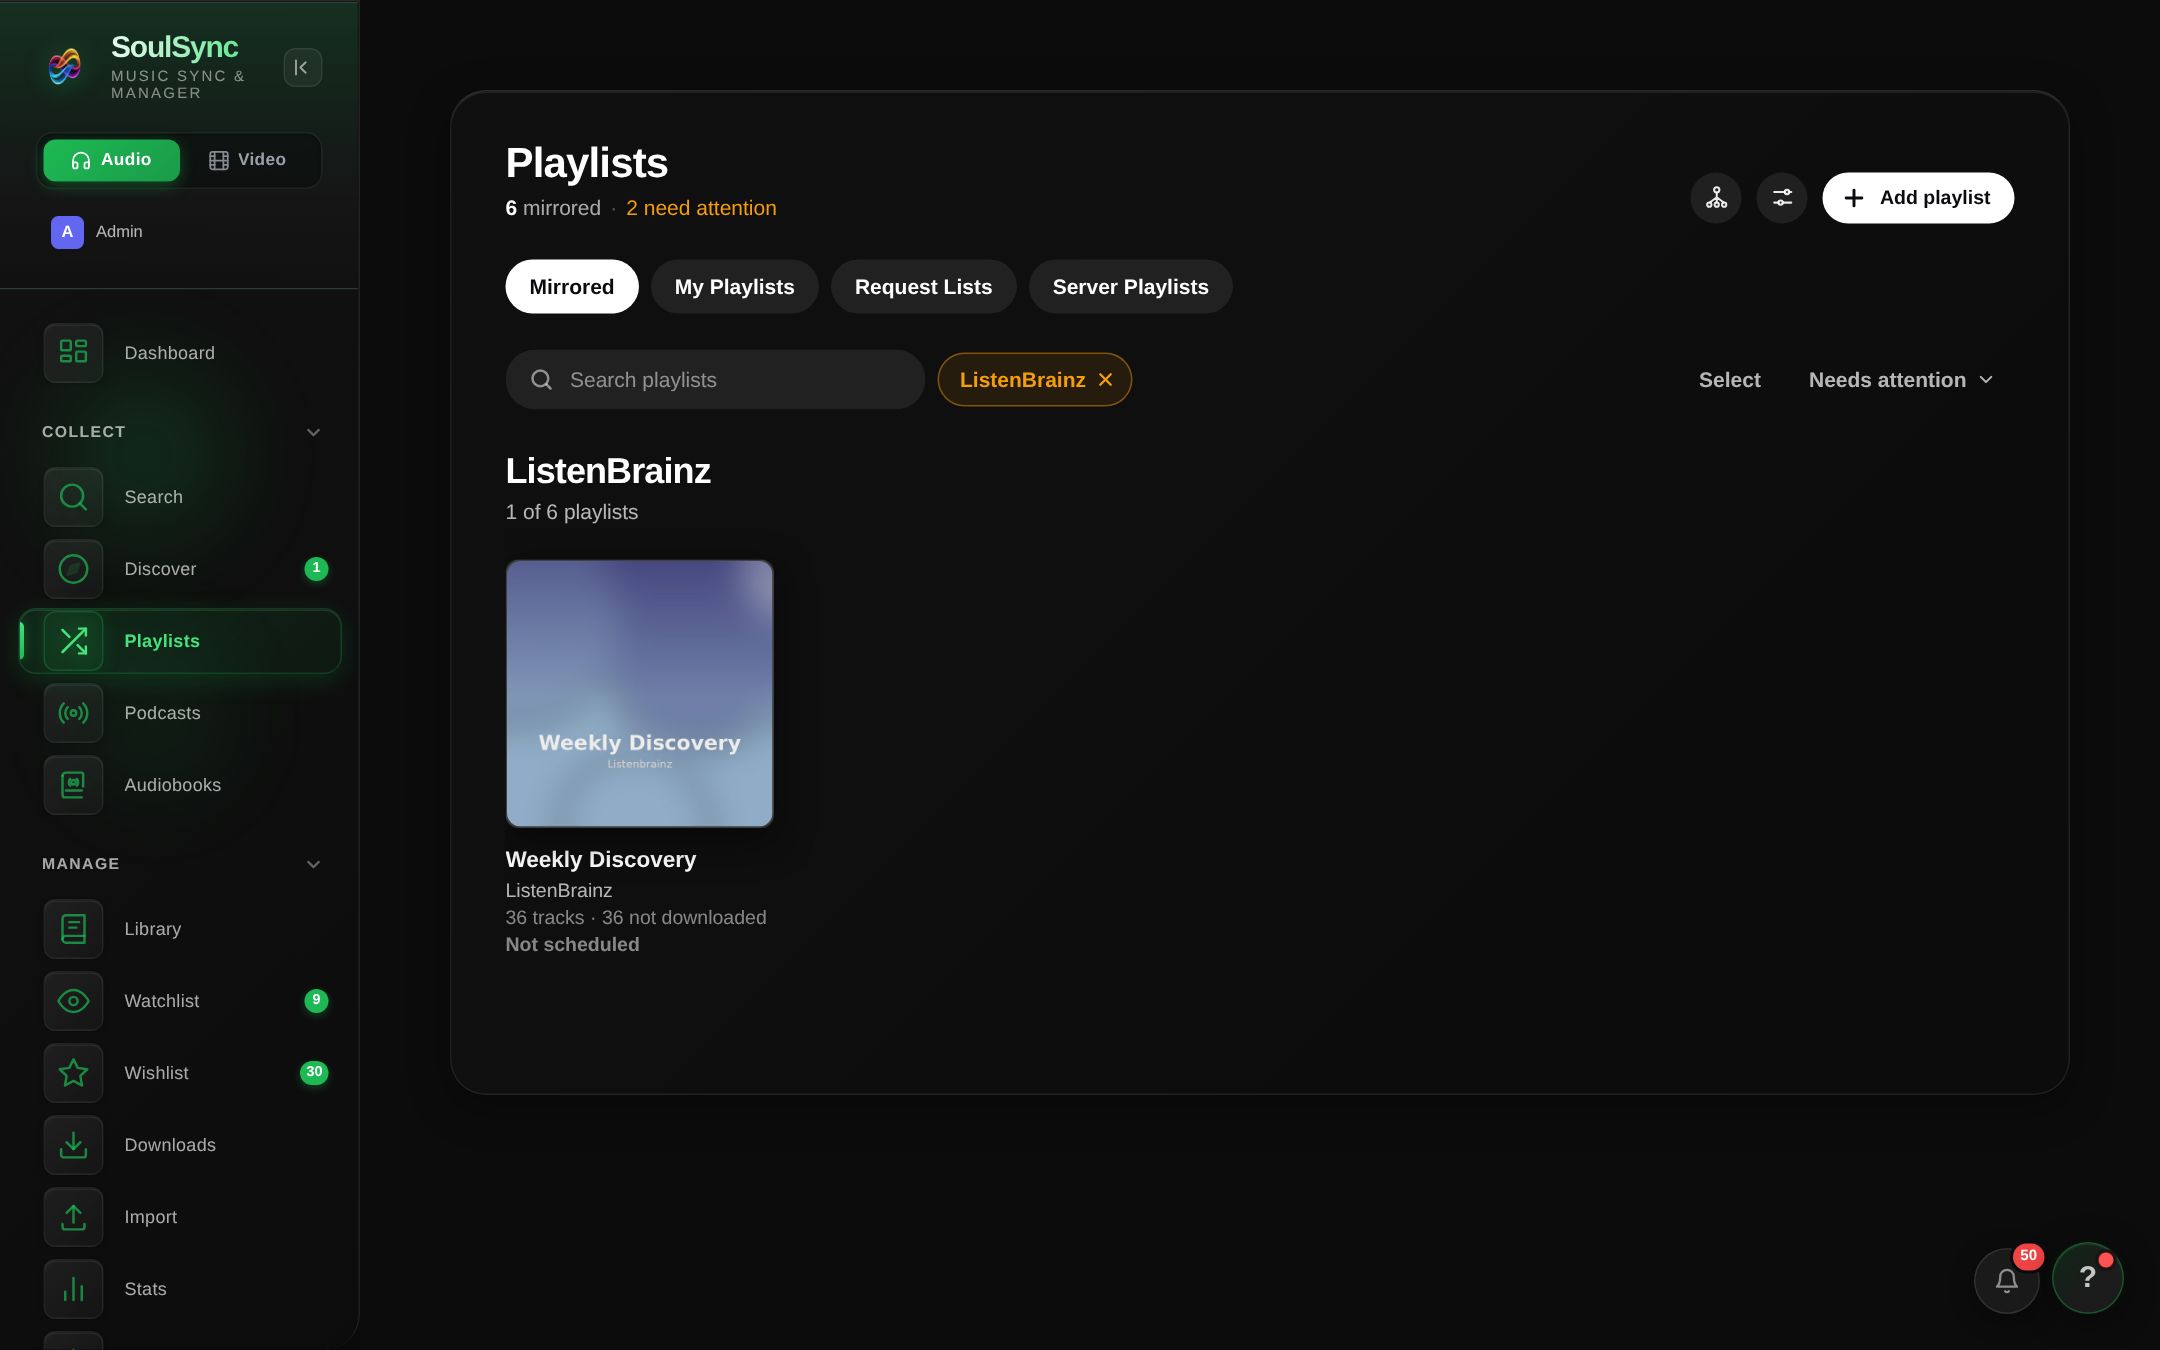 SoulSync
MUSIC SYNC &
MANAGER
Audio
Video
A
Admin
Dashboard
COLLECT
Search
Discover
1
Playlists
Podcasts
Audiobooks
MANAGE
Library
Watchlist
9
Wishlist
30
Downloads
Import
Stats
Playlists
6 mirrored · 2 need attention
Add playlist
Mirrored
My Playlists
Request Lists
Server Playlists
Search playlists
ListenBrainz
Select
Needs attention
ListenBrainz
1 of 6 playlists
Weekly Discovery
Listenbrainz
Weekly Discovery
ListenBrainz
36 tracks · 36 not downloaded
Not scheduled
50
?